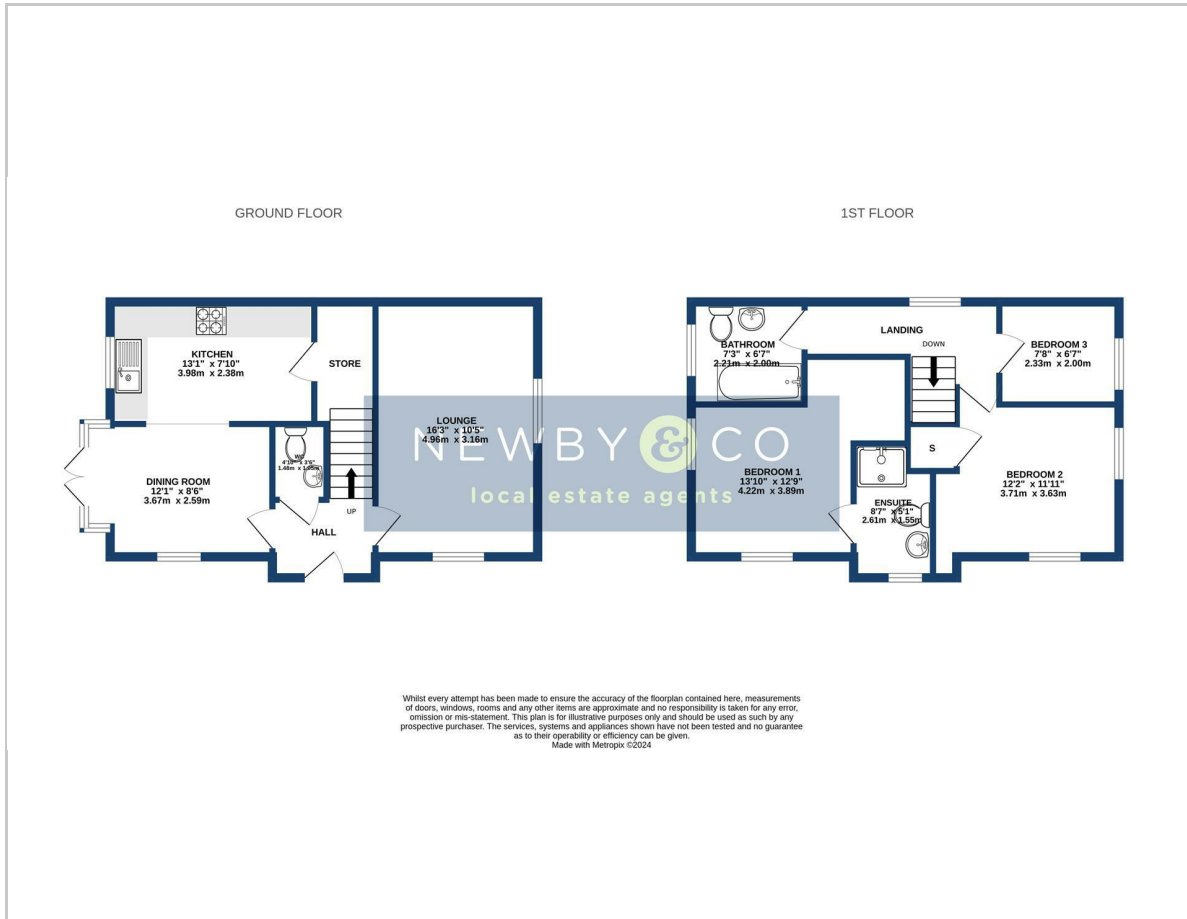 GROUND FLOOR
KITCHEN
13'1" x 7'10"
3.98m x 2.38m
STORE
LOUNGE
16'3" x 10'5"
4.96m x 3.16m
WC
4'10" x 3'6"
1.48m x 1.05m
DINING ROOM
12'1" x 8'6"
3.67m x 2.59m
UP
HALL
1ST FLOOR
LANDING
DOWN
BATHROOM
7'3" x 6'7"
2.21m x 2.00m
BEDROOM 3
7'8" x 6'7"
2.33m x 2.00m
S
BEDROOM 1
13'10" x 12'9"
4.22m x 3.89m
BEDROOM 2
12'2" x 11'11"
3.71m x 3.63m
ENSUITE
8'7" x 5'1"
2.61m x 1.55m
NEWBY & CO
local estate agents
Whilst every attempt has been made to ensure the accuracy of the floorplan contained here, measurements
of doors, windows, rooms and any other items are approximate and no responsibility is taken for any error,
omission or mis-statement. This plan is for illustrative purposes only and should be used as such by any
prospective purchaser. The services, systems and appliances shown have not been tested and no guarantee
as to their operability or efficiency can be given.
Made with Metropix ©2024